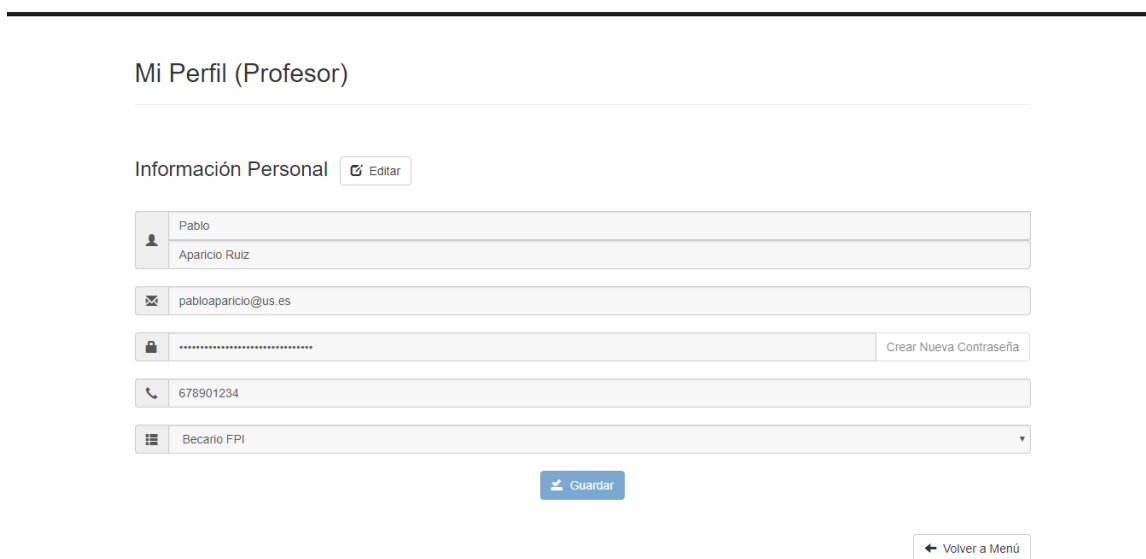 Mi Perfil (Profesor)
Información Personal Editar
Pablo
Aparicio Ruiz
pabloaparicio@us.es
•••••••••••••••••••••••••••••••• Crear Nueva Contraseña
678901234
Becario FPI
Guardar
Volver a Menú